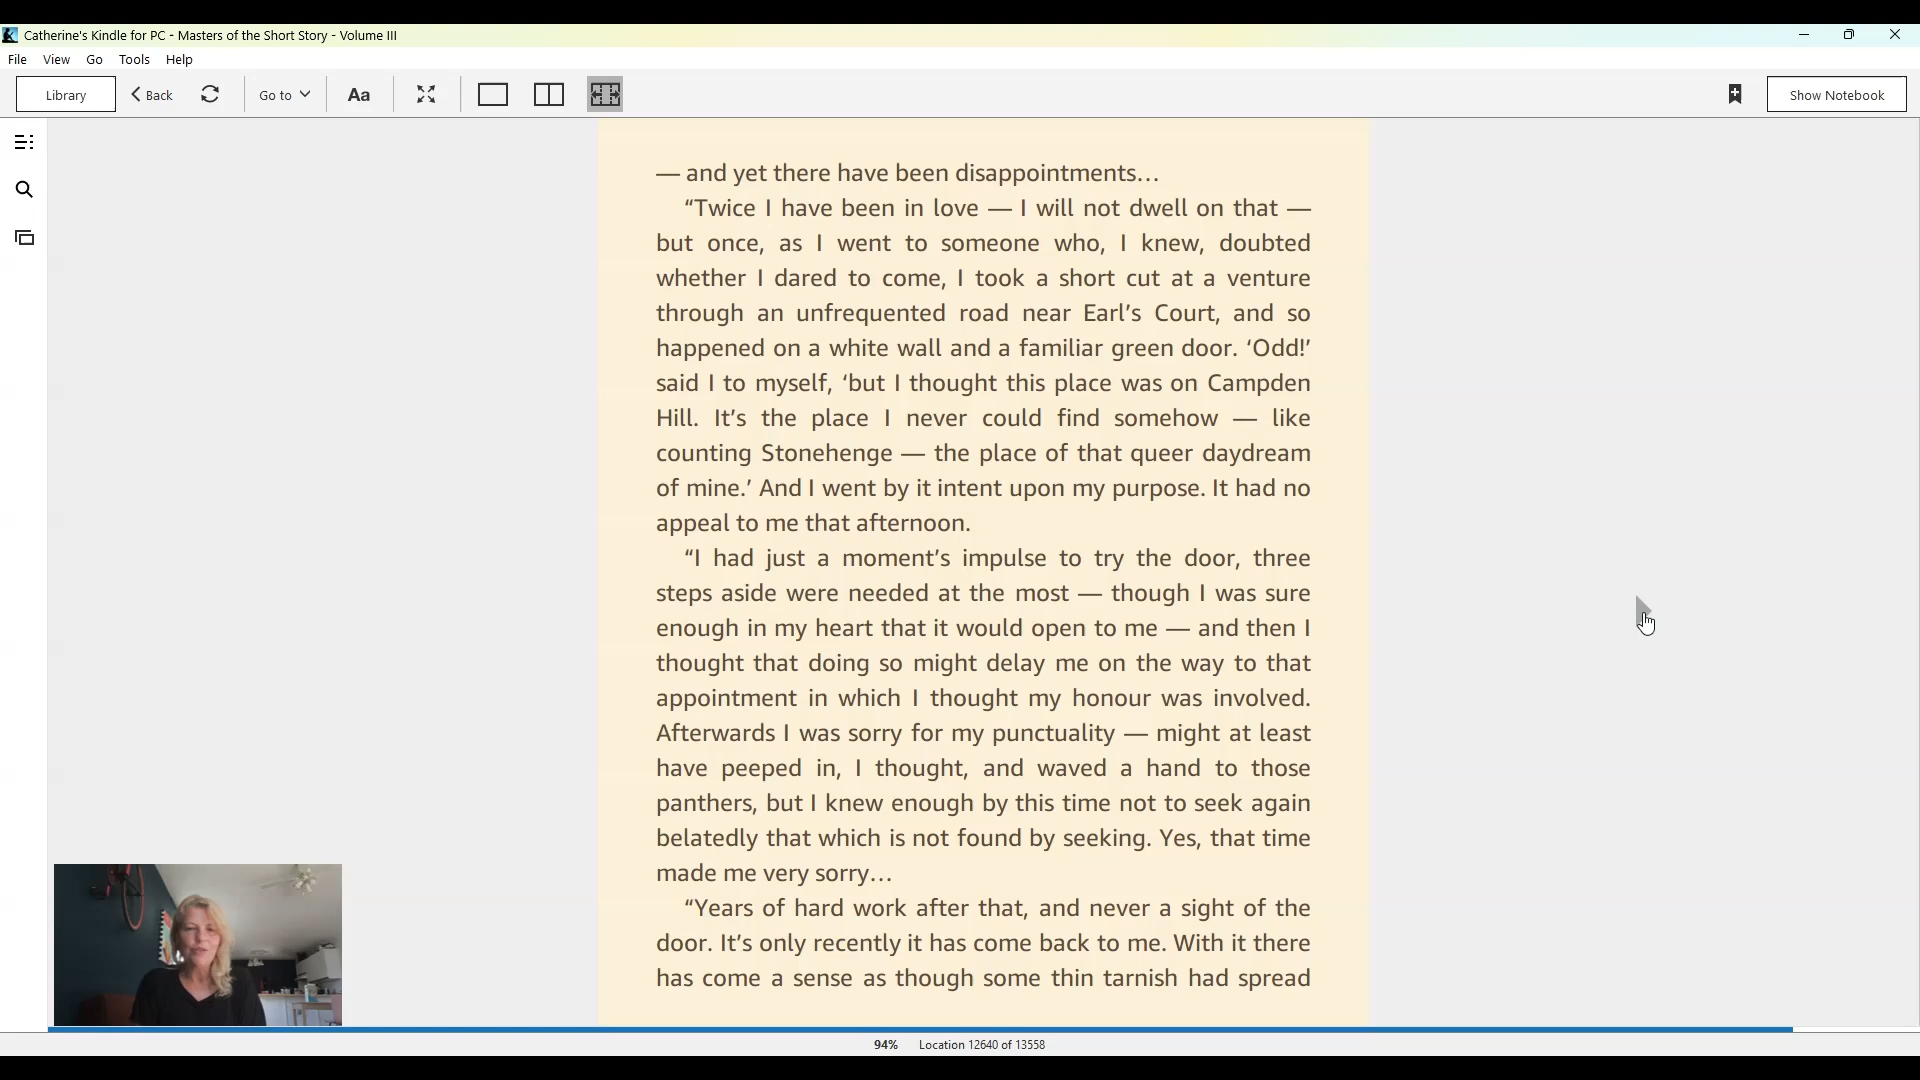 Catherine's Kindle for PC - Masters of the Short Story - Volume III
File View Go Tools Help
Library Back Go to Aa Show Notebook
— and yet there have been disappointments…
“Twice I have been in love — I will not dwell on that —
but once, as I went to someone who, I knew, doubted
whether I dared to come, I took a short cut at a venture
through an unfrequented road near Earl’s Court, and so
happened on a white wall and a familiar green door. ‘Odd!’
said I to myself, ‘but I thought this place was on Campden
Hill. It’s the place I never could find somehow — like
counting Stonehenge — the place of that queer daydream
of mine.’ And I went by it intent upon my purpose. It had no
appeal to me that afternoon.
“I had just a moment’s impulse to try the door, three
steps aside were needed at the most — though I was sure
enough in my heart that it would open to me — and then I
thought that doing so might delay me on the way to that
appointment in which I thought my honour was involved.
Afterwards I was sorry for my punctuality — might at least
have peeped in, I thought, and waved a hand to those
panthers, but I knew enough by this time not to seek again
belatedly that which is not found by seeking. Yes, that time
made me very sorry…
“Years of hard work after that, and never a sight of the
door. It’s only recently it has come back to me. With it there
has come a sense as though some thin tarnish had spread
94% Location 12640 of 13558